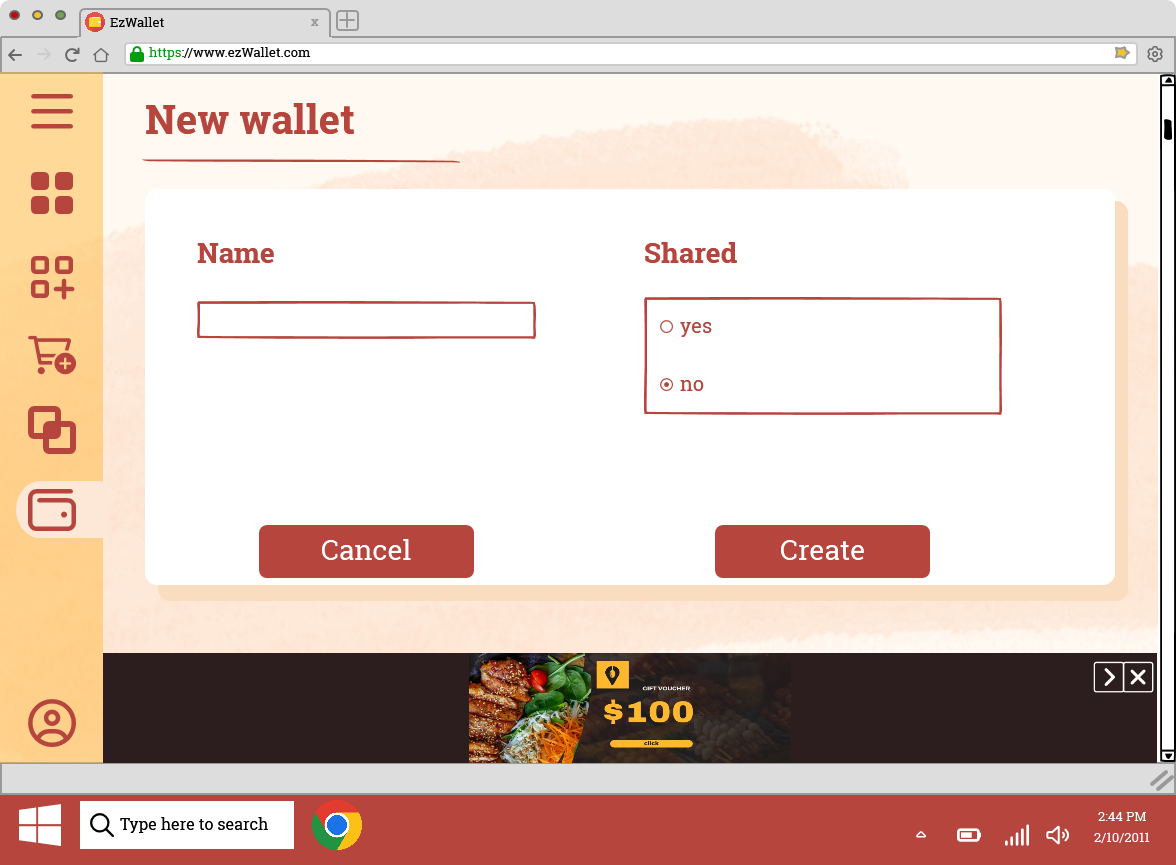 EzWallet
x
https://www.ezWallet.com
New wallet
Name
Shared
yes
no
Cancel
Create
GIFT VOUCHER
$100
click
Type here to search
2:44 PM
2/10/2011